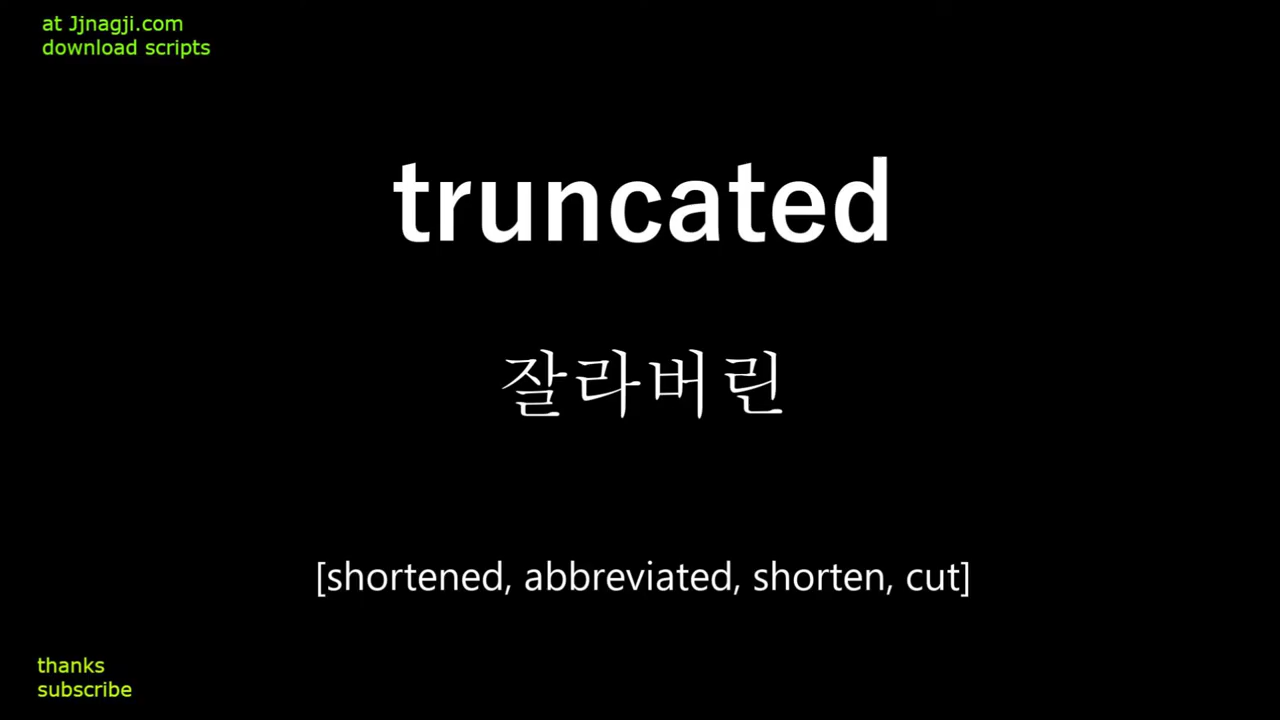 at Jjnagji.com
download scripts
truncated
잘라버린
[shortened, abbreviated, shorten, cut]
thanks
subscribe